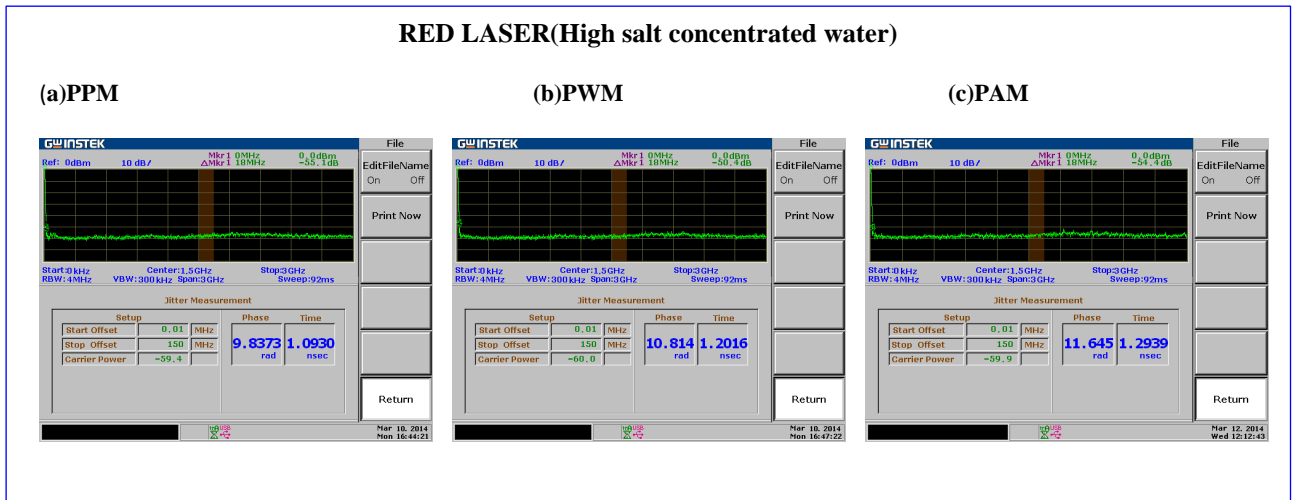 RED LASER(High salt concentrated water)
(a)PPM
(b)PWM
(c)PAM
GWINSTEK
File
Ref: 0dBm 10 dB/ Mkr1 0MHz 0.0dBm
ΔMkr1 18MHz -55.1dB
EditFileName
On Off
Print Now
Start:0kHz Center:1.5GHz Stop:3GHz
RBW:4MHz VBW:300kHz Span:3GHz Sweep:92ms
Jitter Measurement
Setup Phase Time
Start Offset 0.01 MHz
Stop Offset 150 MHz
Carrier Power -59.4
9.8373 1.0930
rad nsec
Return
USB
Mar 10. 2014
Mon 16:44:21
GWINSTEK
File
Ref: 0dBm 10 dB/ Mkr1 0MHz 0.0dBm
ΔMkr1 18MHz -50.4dB
EditFileName
On Off
Print Now
Start:0kHz Center:1.5GHz Stop:3GHz
RBW:4MHz VBW:300kHz Span:3GHz Sweep:92ms
Jitter Measurement
Setup Phase Time
Start Offset 0.01 MHz
Stop Offset 150 MHz
Carrier Power -60.0
10.814 1.2016
rad nsec
Return
USB
Mar 10. 2014
Mon 16:47:22
GWINSTEK
File
Ref: 0dBm 10 dB/ Mkr1 0MHz 0.0dBm
ΔMkr1 18MHz -54.4dB
EditFileName
On Off
Print Now
Start:0kHz Center:1.5GHz Stop:3GHz
RBW:4MHz VBW:300kHz Span:3GHz Sweep:92ms
Jitter Measurement
Setup Phase Time
Start Offset 0.01 MHz
Stop Offset 150 MHz
Carrier Power -59.9
11.645 1.2939
rad nsec
Return
USB
Mar 12. 2014
Wed 12:12:43